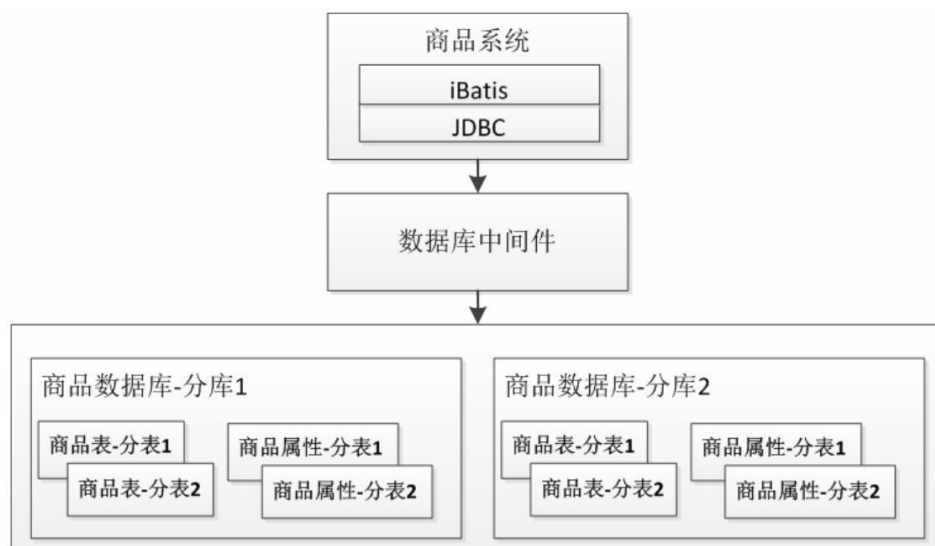 商品系统
iBatis
JDBC
数据库中间件
商品数据库-分库1
商品表-分表1
商品表-分表2
商品属性-分表1
商品属性-分表2
商品数据库-分库2
商品表-分表1
商品表-分表2
商品属性-分表1
商品属性-分表2